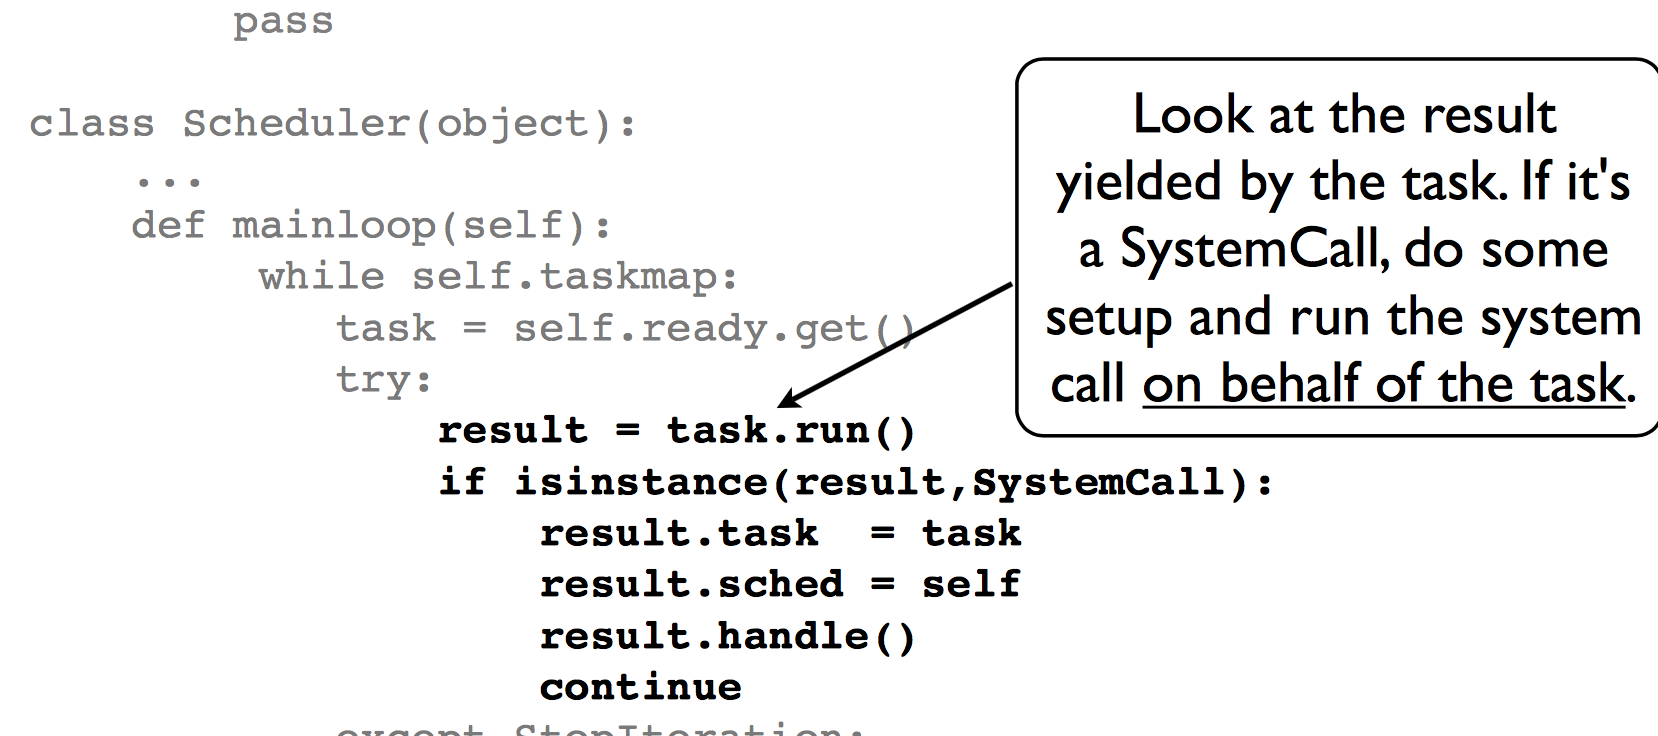 pass
class Scheduler(object):
...
def mainloop(self):
while self.taskmap:
task = self.ready.get()
try:
result = task.run()
if isinstance(result,SystemCall):
result.task  = task
result.sched = self
result.handle()
continue
except StopIteration:
Look at the result
yielded by the task. If it's
a SystemCall, do some
setup and run the system
call on behalf of the task.